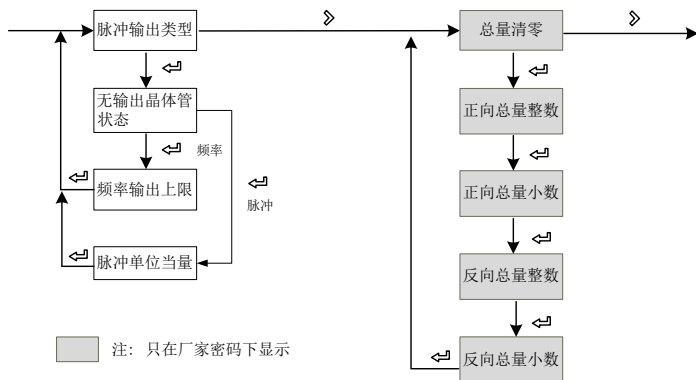 脉冲输出类型
总量清零
无输出晶体管
状态
正向总量整数
频率
频率输出上限
正向总量小数
脉冲
脉冲单位当量
反向总量整数
注：只在厂家密码下显示
反向总量小数